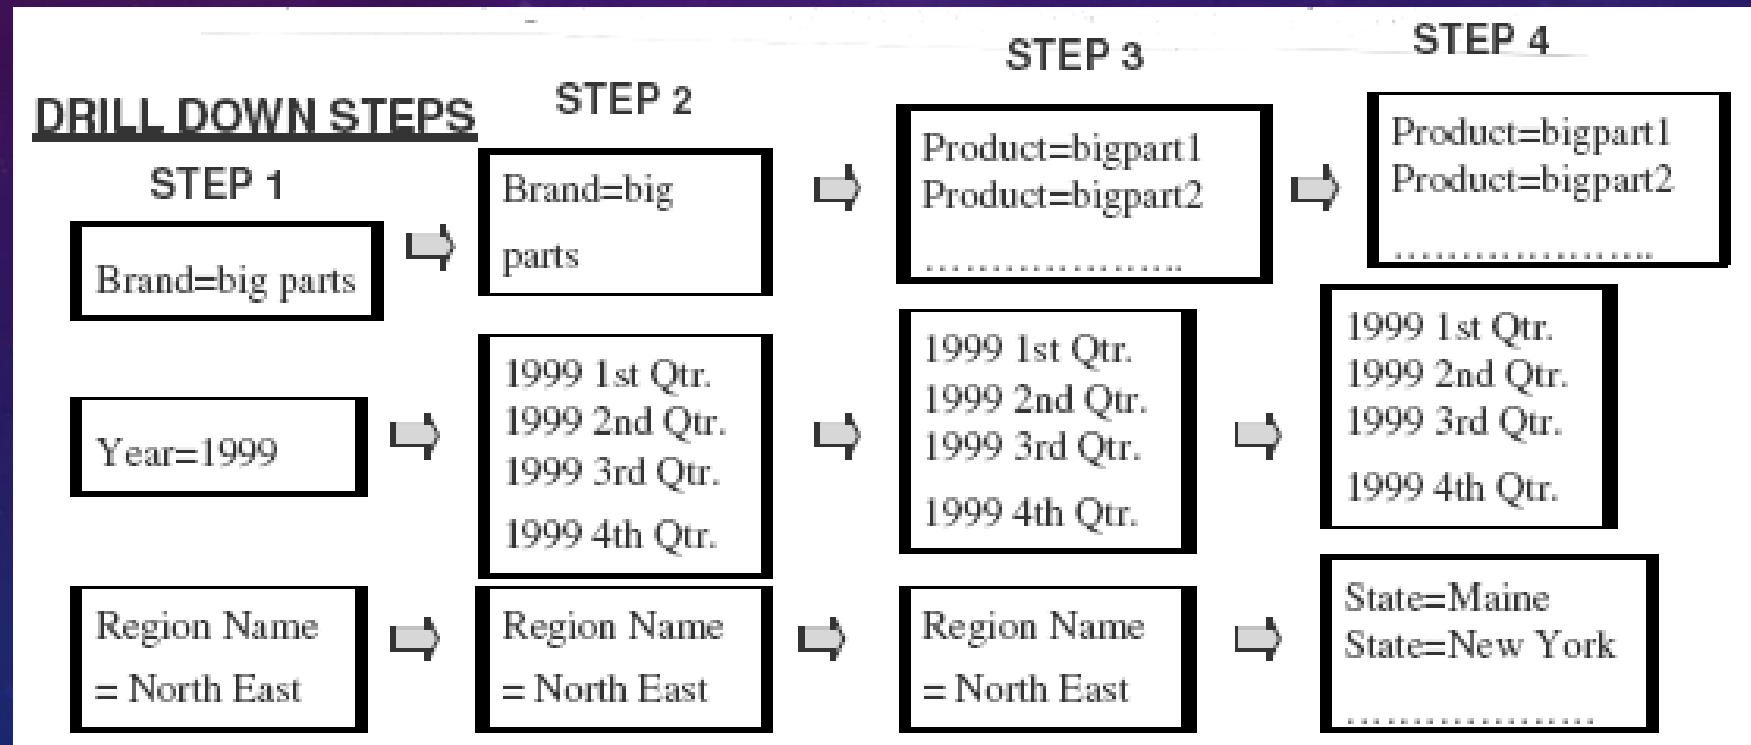 DRILL DOWN STEPS
STEP 1
Brand=big parts
Year=1999
Region Name
= North East
STEP 2
Brand=big
parts
1999 1st Qtr.
1999 2nd Qtr.
1999 3rd Qtr.
1999 4th Qtr.
Region Name
= North East
STEP 3
Product=bigpart1
Product=bigpart2
....................
1999 1st Qtr.
1999 2nd Qtr.
1999 3rd Qtr.
1999 4th Qtr.
Region Name
= North East
STEP 4
Product=bigpart1
Product=bigpart2
....................
1999 1st Qtr.
1999 2nd Qtr.
1999 3rd Qtr.
1999 4th Qtr.
State=Maine
State=New York
...................